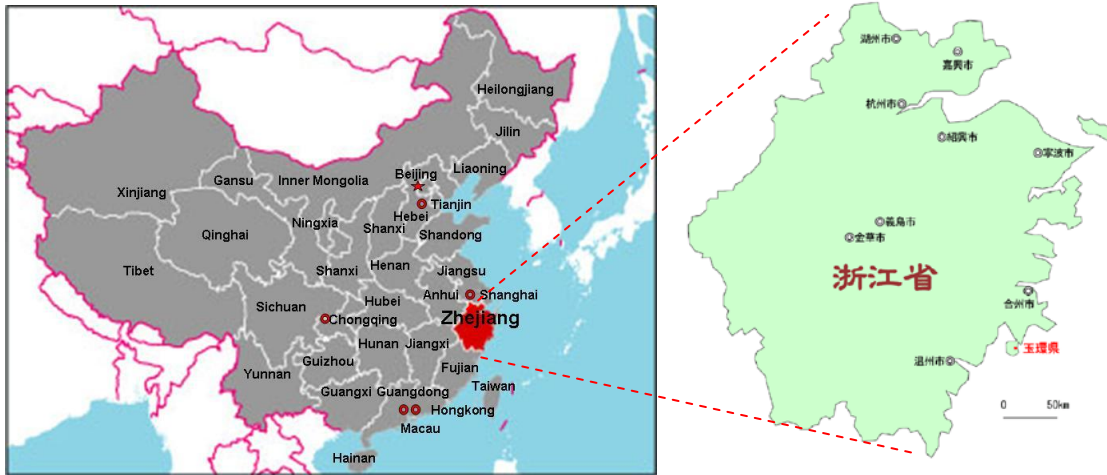 Heilongjiang
Jilin
Liaoning
Beijing
Inner Mongolia
Gansu
Xinjiang
Tianjin
Hebei
Ningxia
Shanxi
Qinghai
Shandong
Tibet
Shanxi
Henan
Jiangsu
Sichuan
Hubei
Anhui
Shanghai
Chongqing
Zhejiang
Hunan
Jiangxi
Guizhou
Fujian
Yunnan
Guangxi
Guangdong
Taiwan
Hongkong
Macau
Hainan
湖州市
嘉興市
杭州市
紹興市
寧波市
義烏市
金華市
浙江省
台州市
玉環県
温州市
0 50km